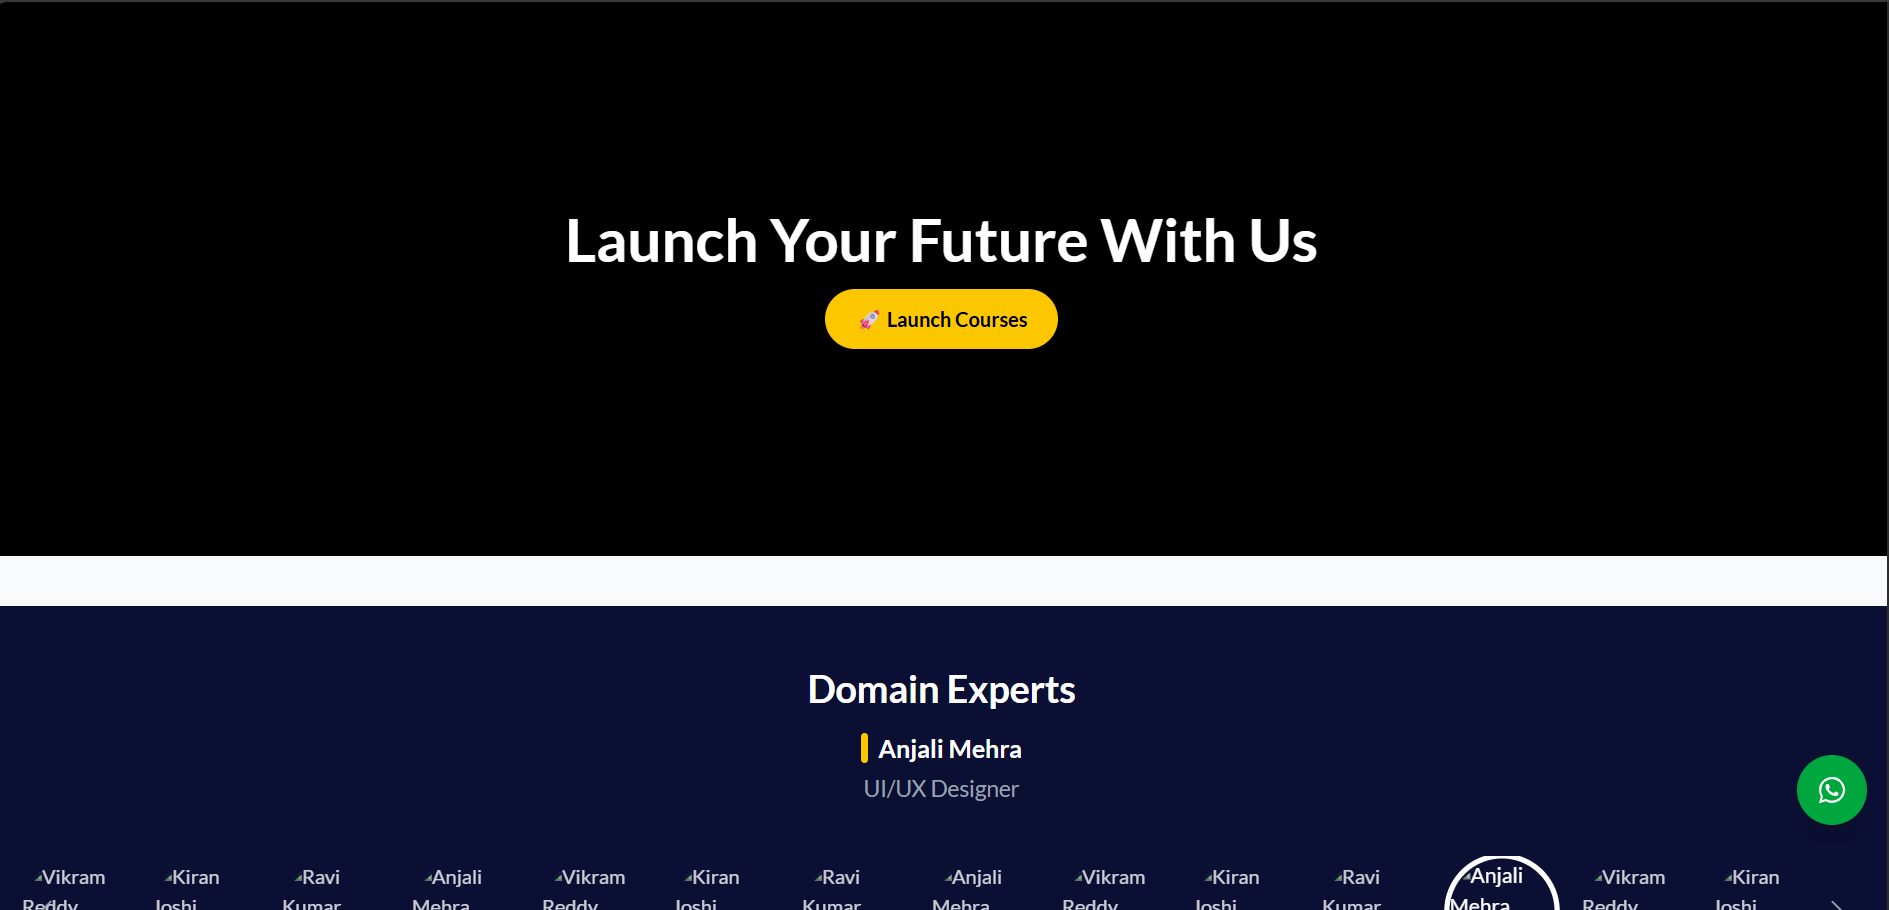 Launch Your Future With Us
🚀 Launch Courses
Domain Experts
Anjali Mehra
UI/UX Designer
Vikram Kiran Ravi Anjali Vikram Kiran Ravi Anjali Vikram Kiran Ravi Anjali Vikram Kiran
Reddy Joshi Kumar Mehra Reddy Joshi Kumar Mehra Reddy Joshi Kumar Mehra Reddy Joshi